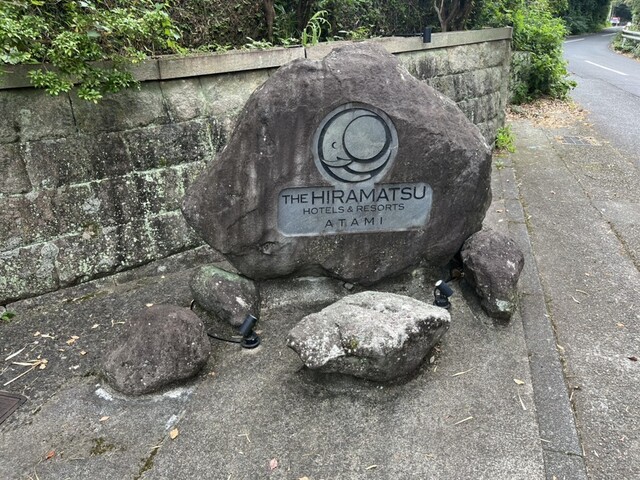 THE HIRAMATSU
HOTELS & RESORTS
ATAMI